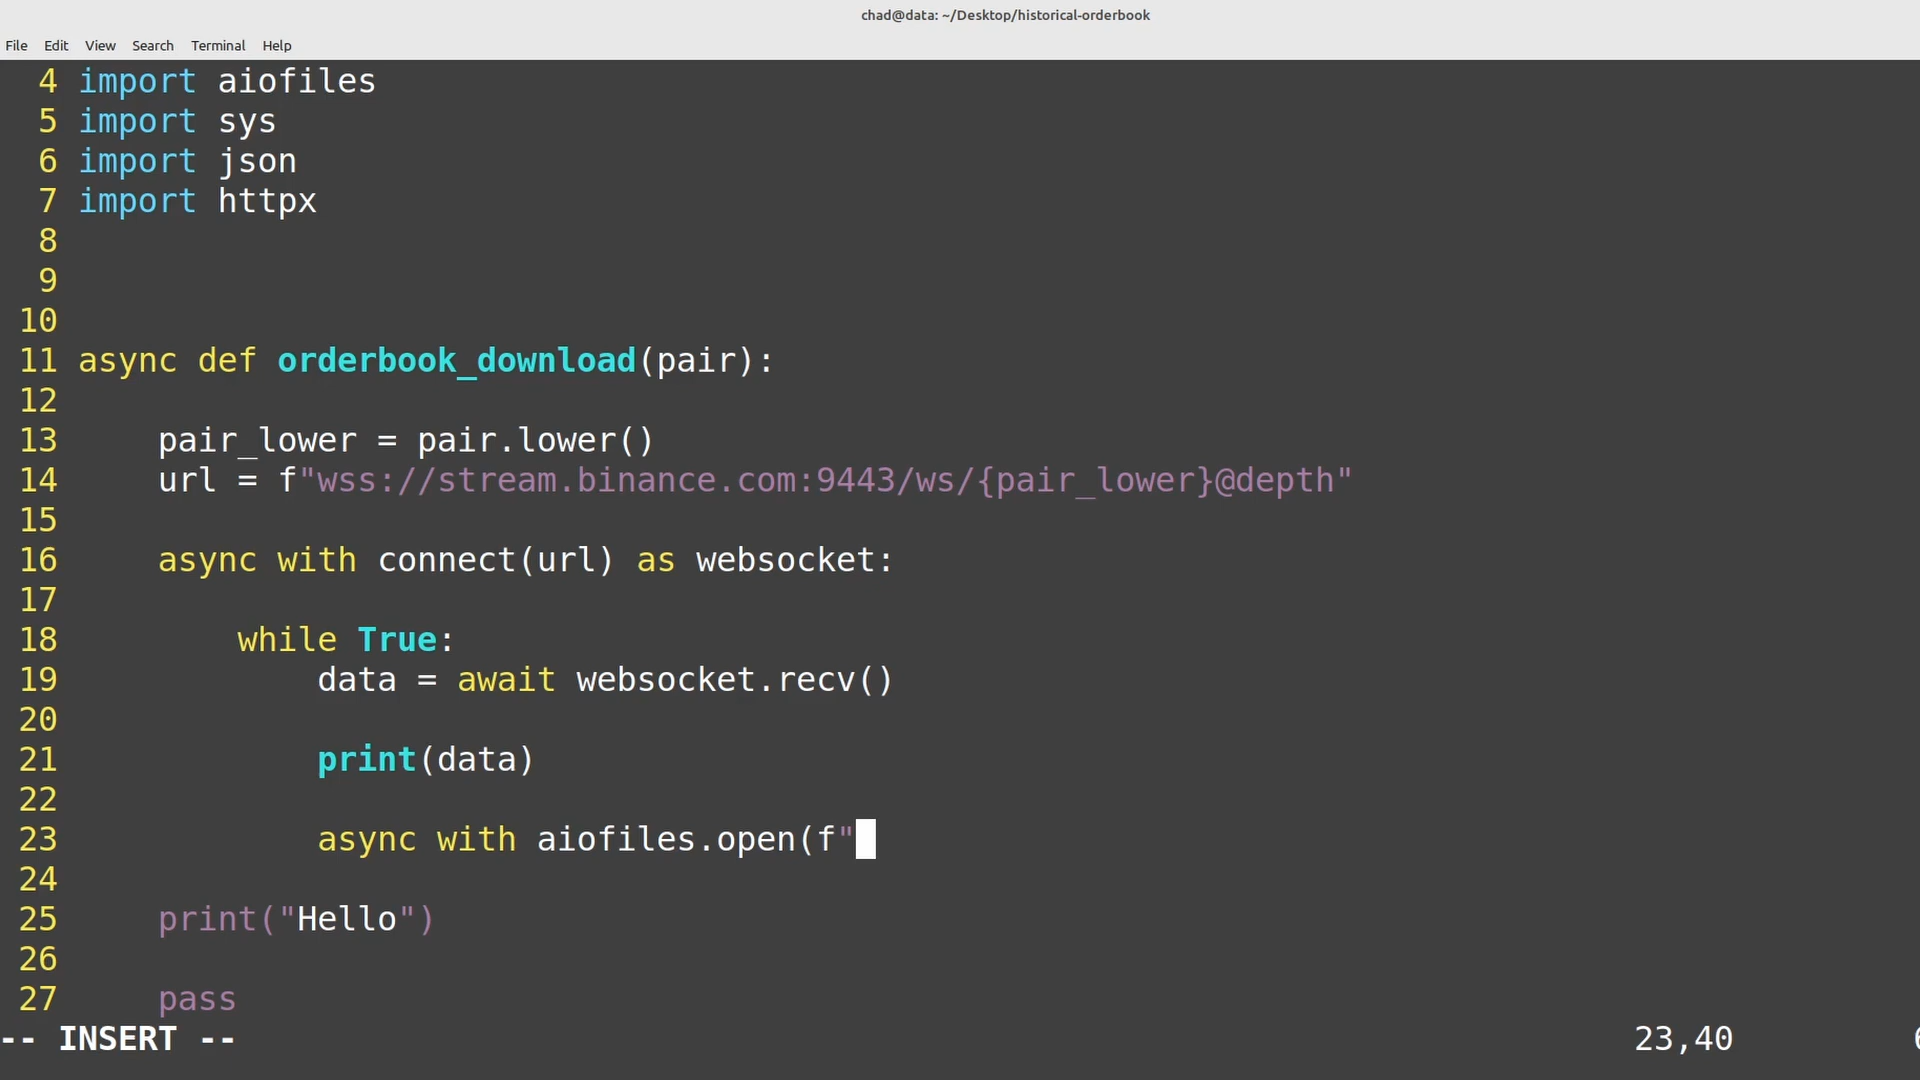 chad@data: ~/Desktop/historical-orderbook
File Edit View Search Terminal Help
4 import aiofiles
5 import sys
6 import json
7 import httpx
8
9
10
11 async def orderbook_download(pair):
12
13     pair_lower = pair.lower()
14     url = f"wss://stream.binance.com:9443/ws/{pair_lower}@depth"
15
16     async with connect(url) as websocket:
17
18         while True:
19             data = await websocket.recv()
20
21             print(data)
22
23             async with aiofiles.open(f"
24
25     print("Hello")
26
27     pass
-- INSERT -- 23,40